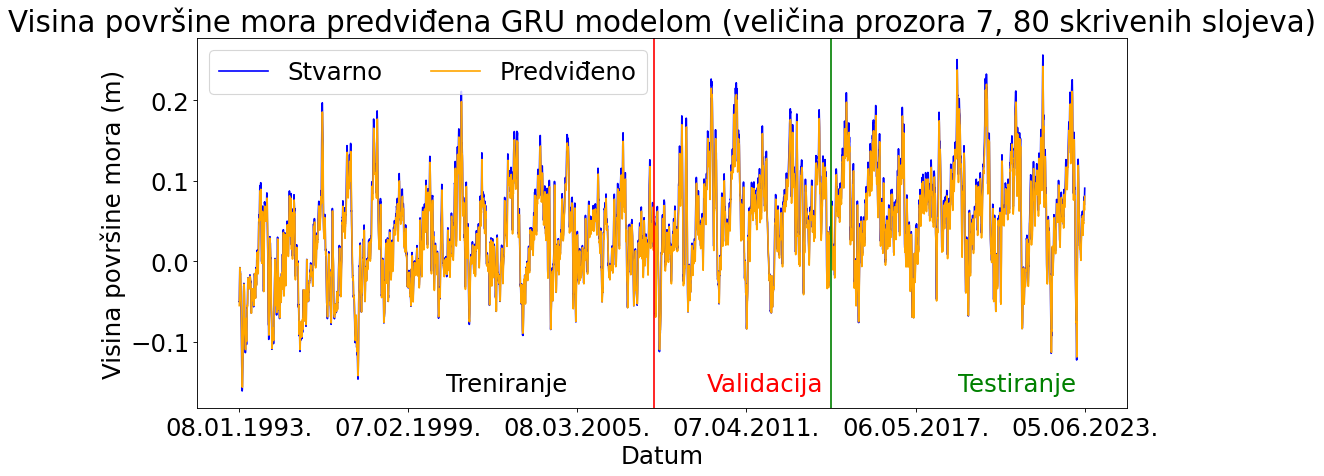 Visina površine mora predviđena GRU modelom (veličina prozora 7, 80 skrivenih slojeva)
Stvarno
Predviđeno
Visina površine mora (m)
0.2
0.1
0.0
−0.1
Treniranje
Validacija
Testiranje
08.01.1993.
07.02.1999.
08.03.2005.
07.04.2011.
06.05.2017.
05.06.2023.
Datum